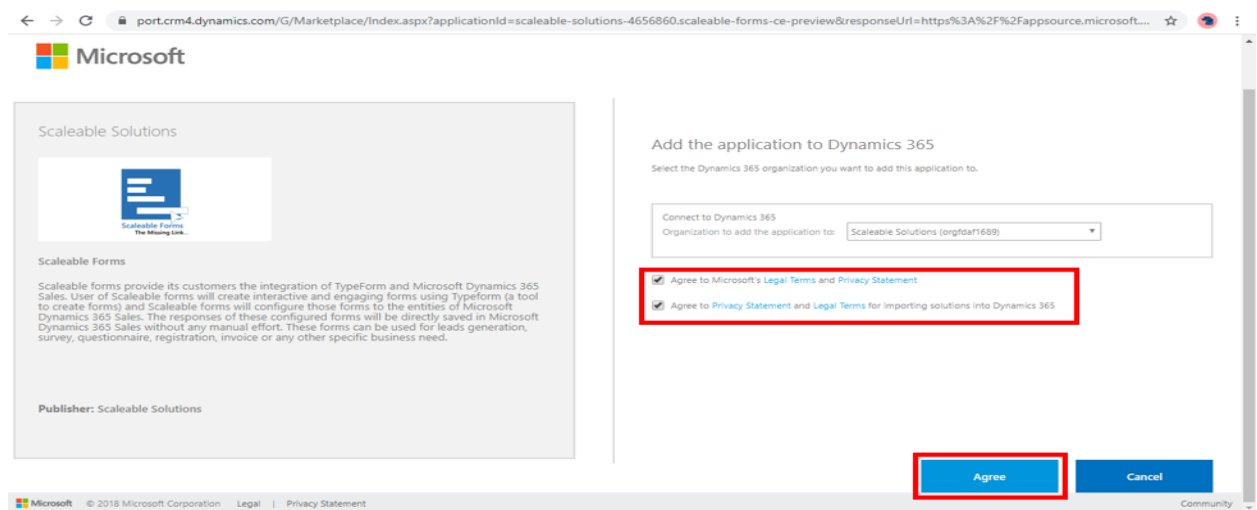 port.crm4.dynamics.com/G/Marketplace/Index.aspx?applicationId=scaleable-solutions-4656860.scaleable-forms-ce-preview&responseUrl=https%3A%2F%2Fappsource.microsoft....
Microsoft
Scaleable Solutions
Scaleable Forms
The Missing Link..
Scaleable Forms
Scaleable forms provide its customers the integration of TypeForm and Microsoft Dynamics 365
Sales. User of Scaleable forms will create interactive and engaging forms using Typeform (a tool
to create forms) and Scaleable forms will configure those forms to the entities of Microsoft
Dynamics 365 Sales. The responses of these configured forms will be directly saved in Microsoft
Dynamics 365 Sales without any manual effort. These forms can be used for leads generation,
survey, questionnaire, registration, invoice or any other specific business need.
Publisher: Scaleable Solutions
Add the application to Dynamics 365
Select the Dynamics 365 organization you want to add this application to.
Connect to Dynamics 365
Organization to add the application to: Scaleable Solutions (orgfdaf1689)
Agree to Microsoft's Legal Terms and Privacy Statement
Agree to Privacy Statement and Legal Terms for importing solutions into Dynamics 365
Agree Cancel
Microsoft © 2018 Microsoft Corporation Legal | Privacy Statement Community